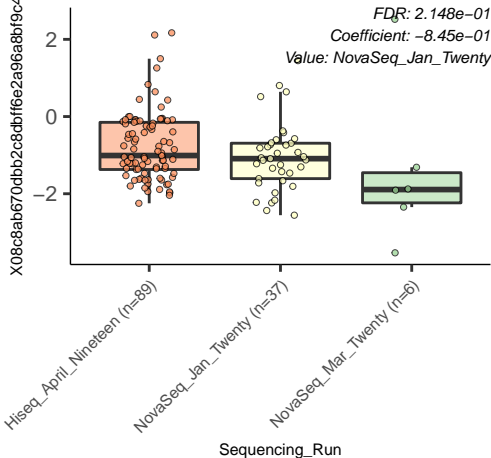 FDR: 2.148e−01
Coefficient: −8.45e−01
Value: NovaSeq_Jan_Twenty
X08c8ab670dbb2c8dbff6e2a96a8bf9c4
2
0
−2
Hiseq_April_Nineteen (n=89)
NovaSeq_Jan_Twenty (n=37)
NovaSeq_Mar_Twenty (n=6)
Sequencing_Run